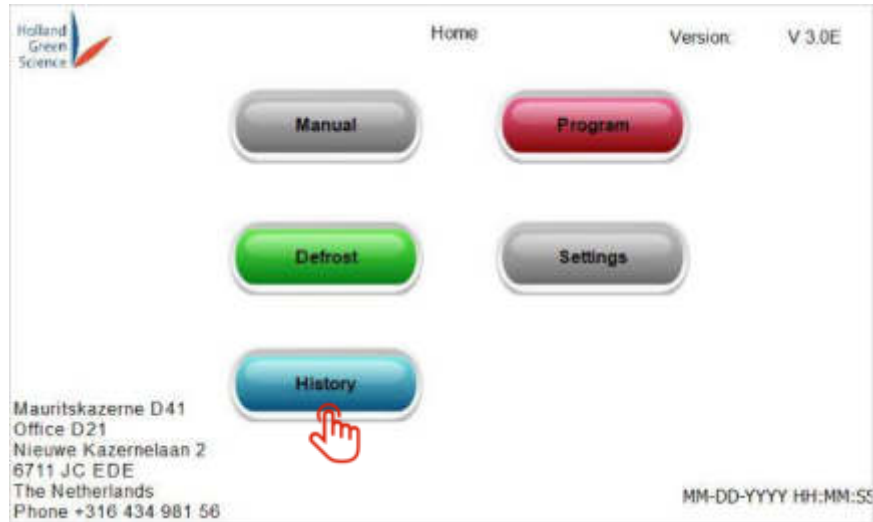 Holland
Green
Science
Home
Version: V 3.0E
Manual
Program
Defrost
Settings
History
Mauritskazerne D41
Office D21
Nieuwe Kazernelaan 2
6711 JC EDE
The Netherlands
Phone +316 434 981 56
MM-DD-YYYY HH:MM:SS